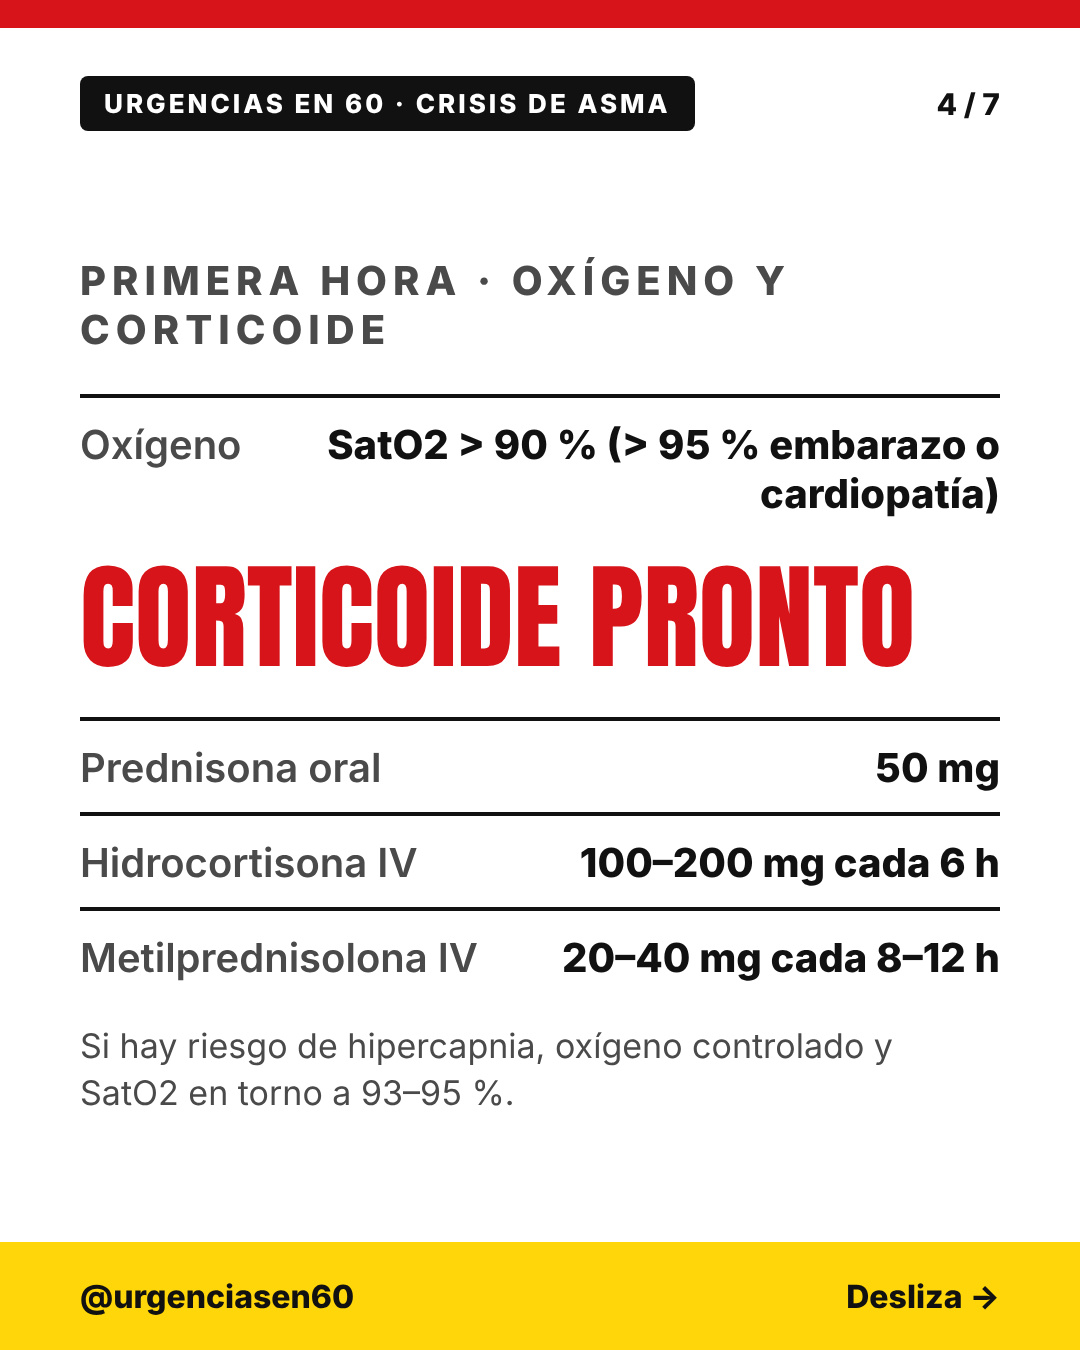 URGENCIAS EN 60 · CRISIS DE ASMA
4 / 7
PRIMERA HORA · OXÍGENO Y
CORTICOIDE
Oxígeno SatO2 > 90 % (> 95 % embarazo o
cardiopatía)
CORTICOIDE PRONTO
Prednisona oral 50 mg
Hidrocortisona IV 100–200 mg cada 6 h
Metilprednisolona IV 20–40 mg cada 8–12 h
Si hay riesgo de hipercapnia, oxígeno controlado y
SatO2 en torno a 93–95 %.
@urgenciasen60 Desliza →